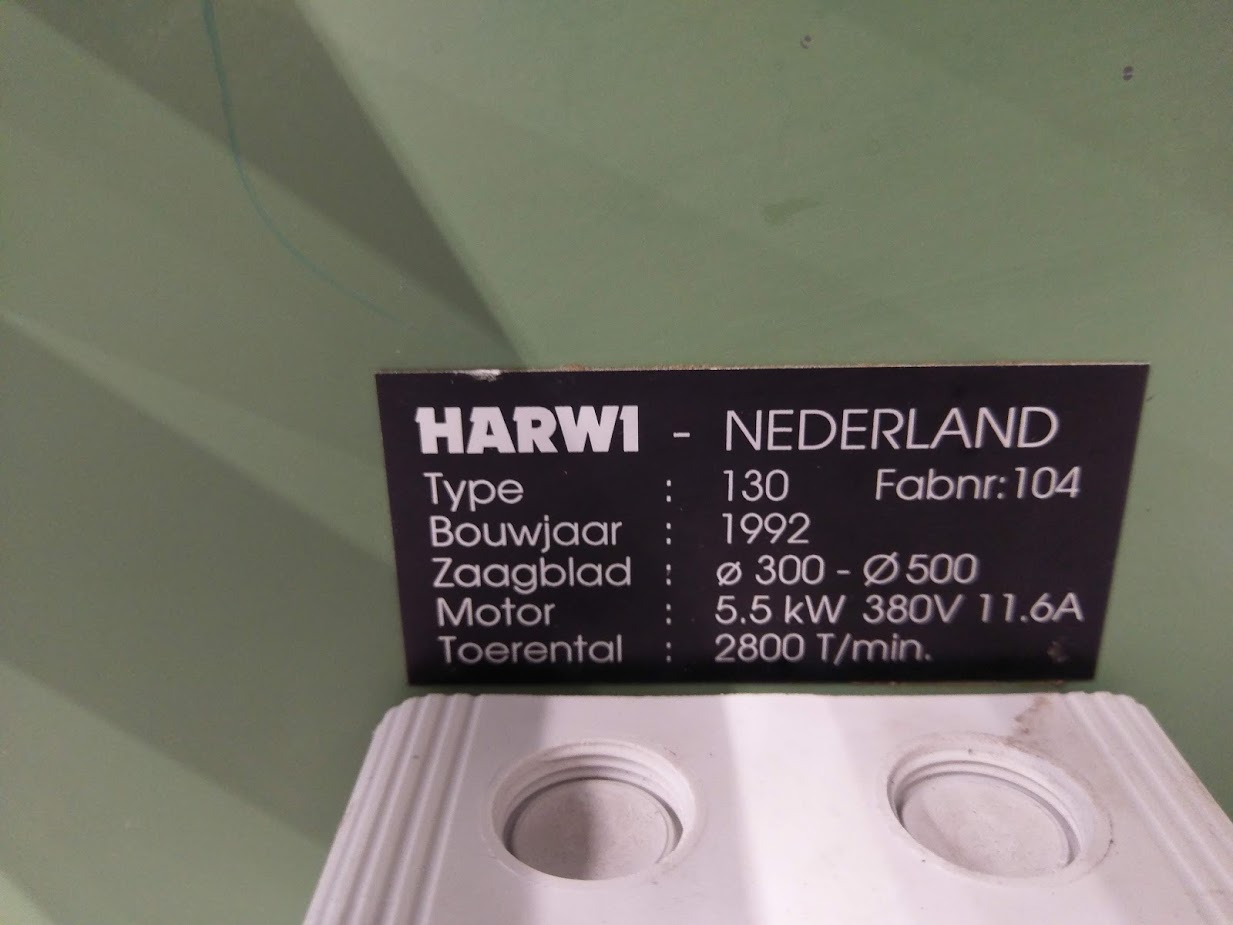 HARWI - NEDERLAND
Type : 130 Fabnr: 104
Bouwjaar : 1992
Zaagblad : ø 300 - Ø 500
Motor : 5.5 kW 380V 11.6A
Toerental : 2800 T/min.